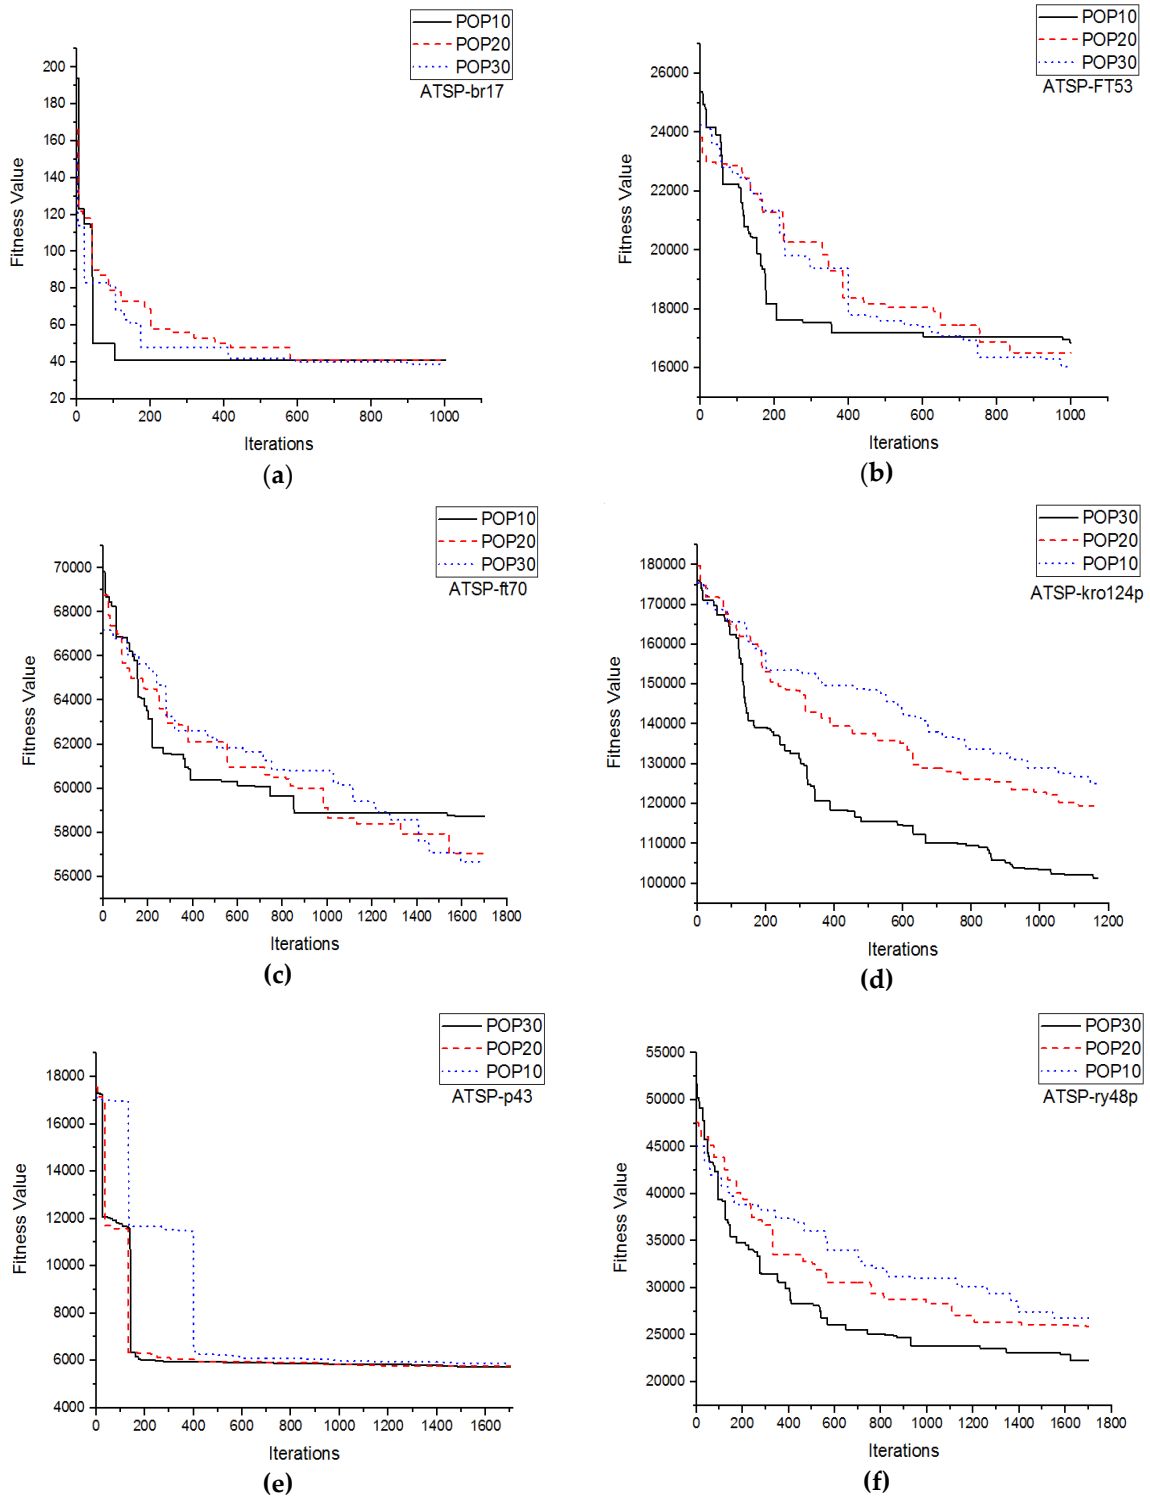 POP10
POP20
POP30
ATSP-br17
200
180
160
140
120
100
80
60
40
20
Fitness Value
0
200
400
600
800
1000
Iterations
(a)
POP10
POP20
POP30
ATSP-FT53
26000
24000
22000
20000
18000
16000
Fitness Value
0
200
400
600
800
1000
Iterations
(b)
POP10
POP20
POP30
ATSP-ft70
70000
68000
66000
64000
62000
60000
58000
56000
Fitness Value
0
200
400
600
800
1000
1200
1400
1600
1800
Iterations
(c)
POP30
POP20
POP10
ATSP-kro124p
180000
170000
160000
150000
140000
130000
120000
110000
100000
Fitness Value
0
200
400
600
800
1000
1200
Iterations
(d)
POP30
POP20
POP10
ATSP-p43
18000
16000
14000
12000
10000
8000
6000
4000
Fitness Value
0
200
400
600
800
1000
1200
1400
1600
Iterations
(e)
POP30
POP20
POP10
ATSP-ry48p
55000
50000
45000
40000
35000
30000
25000
20000
Fitness Value
0
200
400
600
800
1000
1200
1400
1600
1800
Iterations
(f)